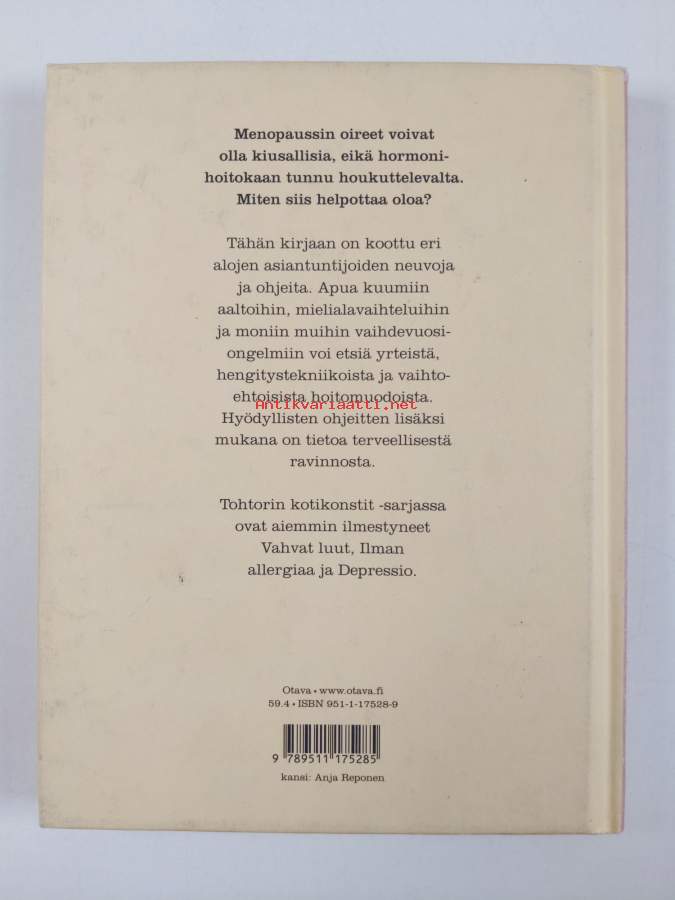 Menopaussin oireet voivat
olla kiusallisia, eikä hormoni-
hoitokaan tunnu houkuttelevalta.
Miten siis helpottaa oloa?
Tähän kirjaan on koottu eri
alojen asiantuntijoiden neuvoja
ja ohjeita. Apua kuumiin
aaltoihin, mielialavaihteluihin
ja moniin muihin vaihdevuosi-
ongelmiin voi etsiä yrteistä,
hengitystekniikoista ja vaihto-
ehtoisista hoitomuodoista.
Antikvariaatti.net
Hyödyllisten ohjeitten lisäksi
mukana on tietoa terveellisestä
ravinnosta.
Tohtorin kotikonstit -sarjassa
ovat aiemmin ilmestyneet
Vahvat luut, Ilman
allergiaa ja Depressio.
Otava • www.otava.fi
59.4 • ISBN 951-1-17528-9
9 789511 175285
kansi: Anja Reponen